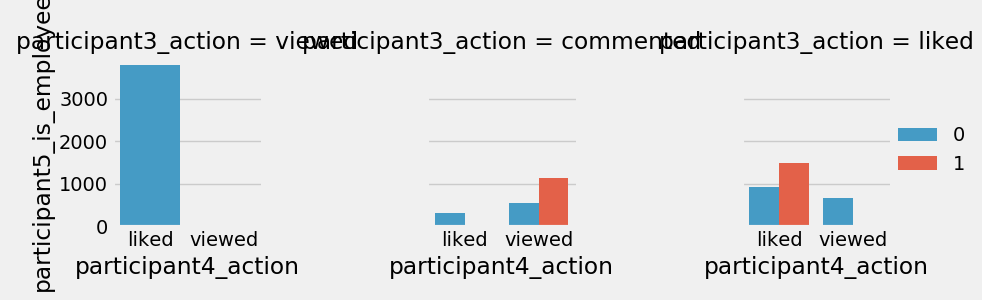 participant3_action = viewed
participant3_action = commented
participant3_action = liked
participant5_is_employee
3000
2000
1000
0
liked viewed
liked viewed
liked viewed
participant4_action
participant4_action
participant4_action
0
1